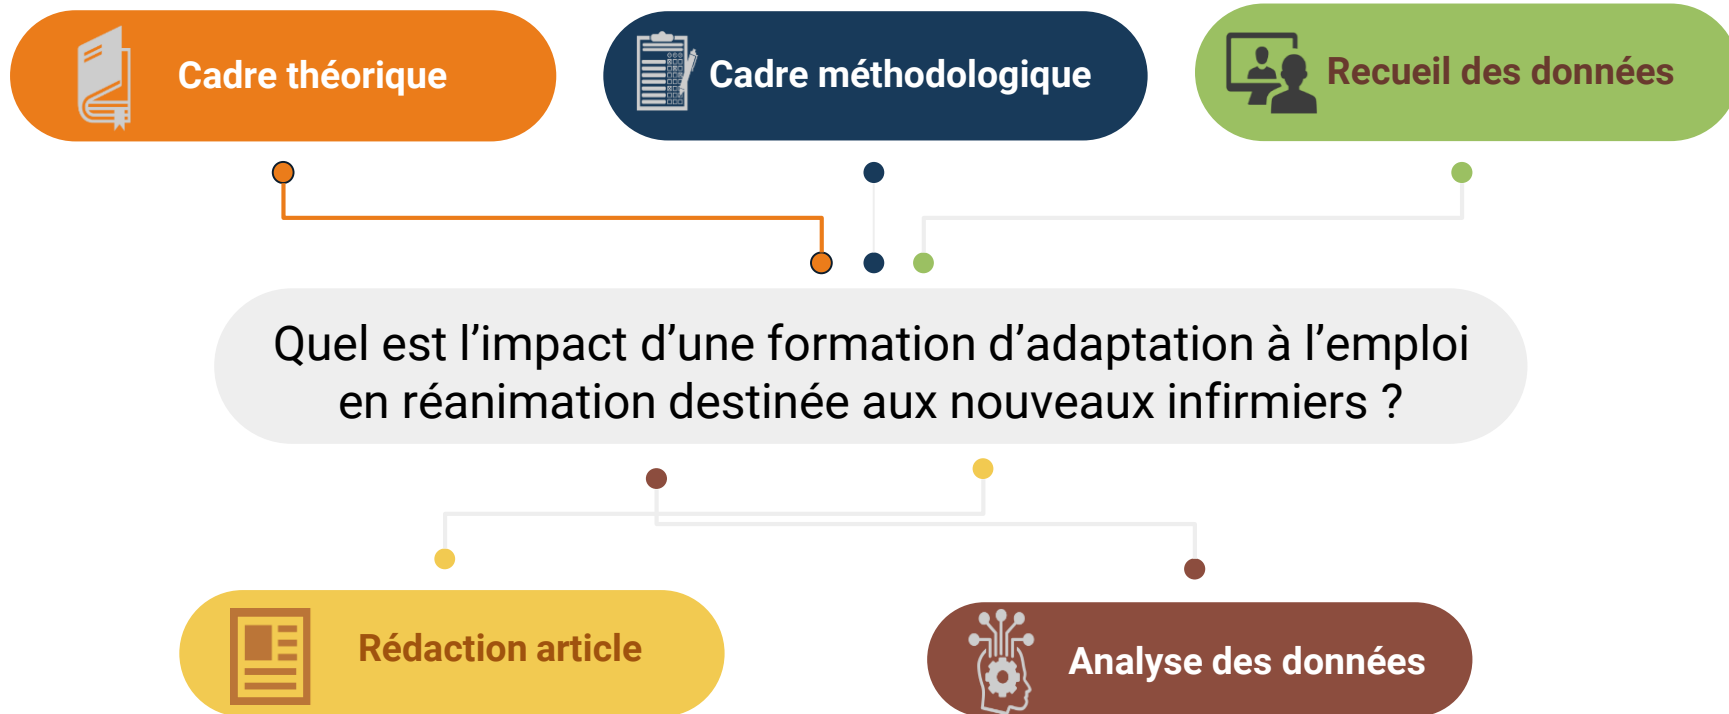 Cadre théorique
Cadre méthodologique
Recueil des données
Quel est l’impact d’une formation d’adaptation à l’emploi
en réanimation destinée aux nouveaux infirmiers ?
Rédaction article
Analyse des données